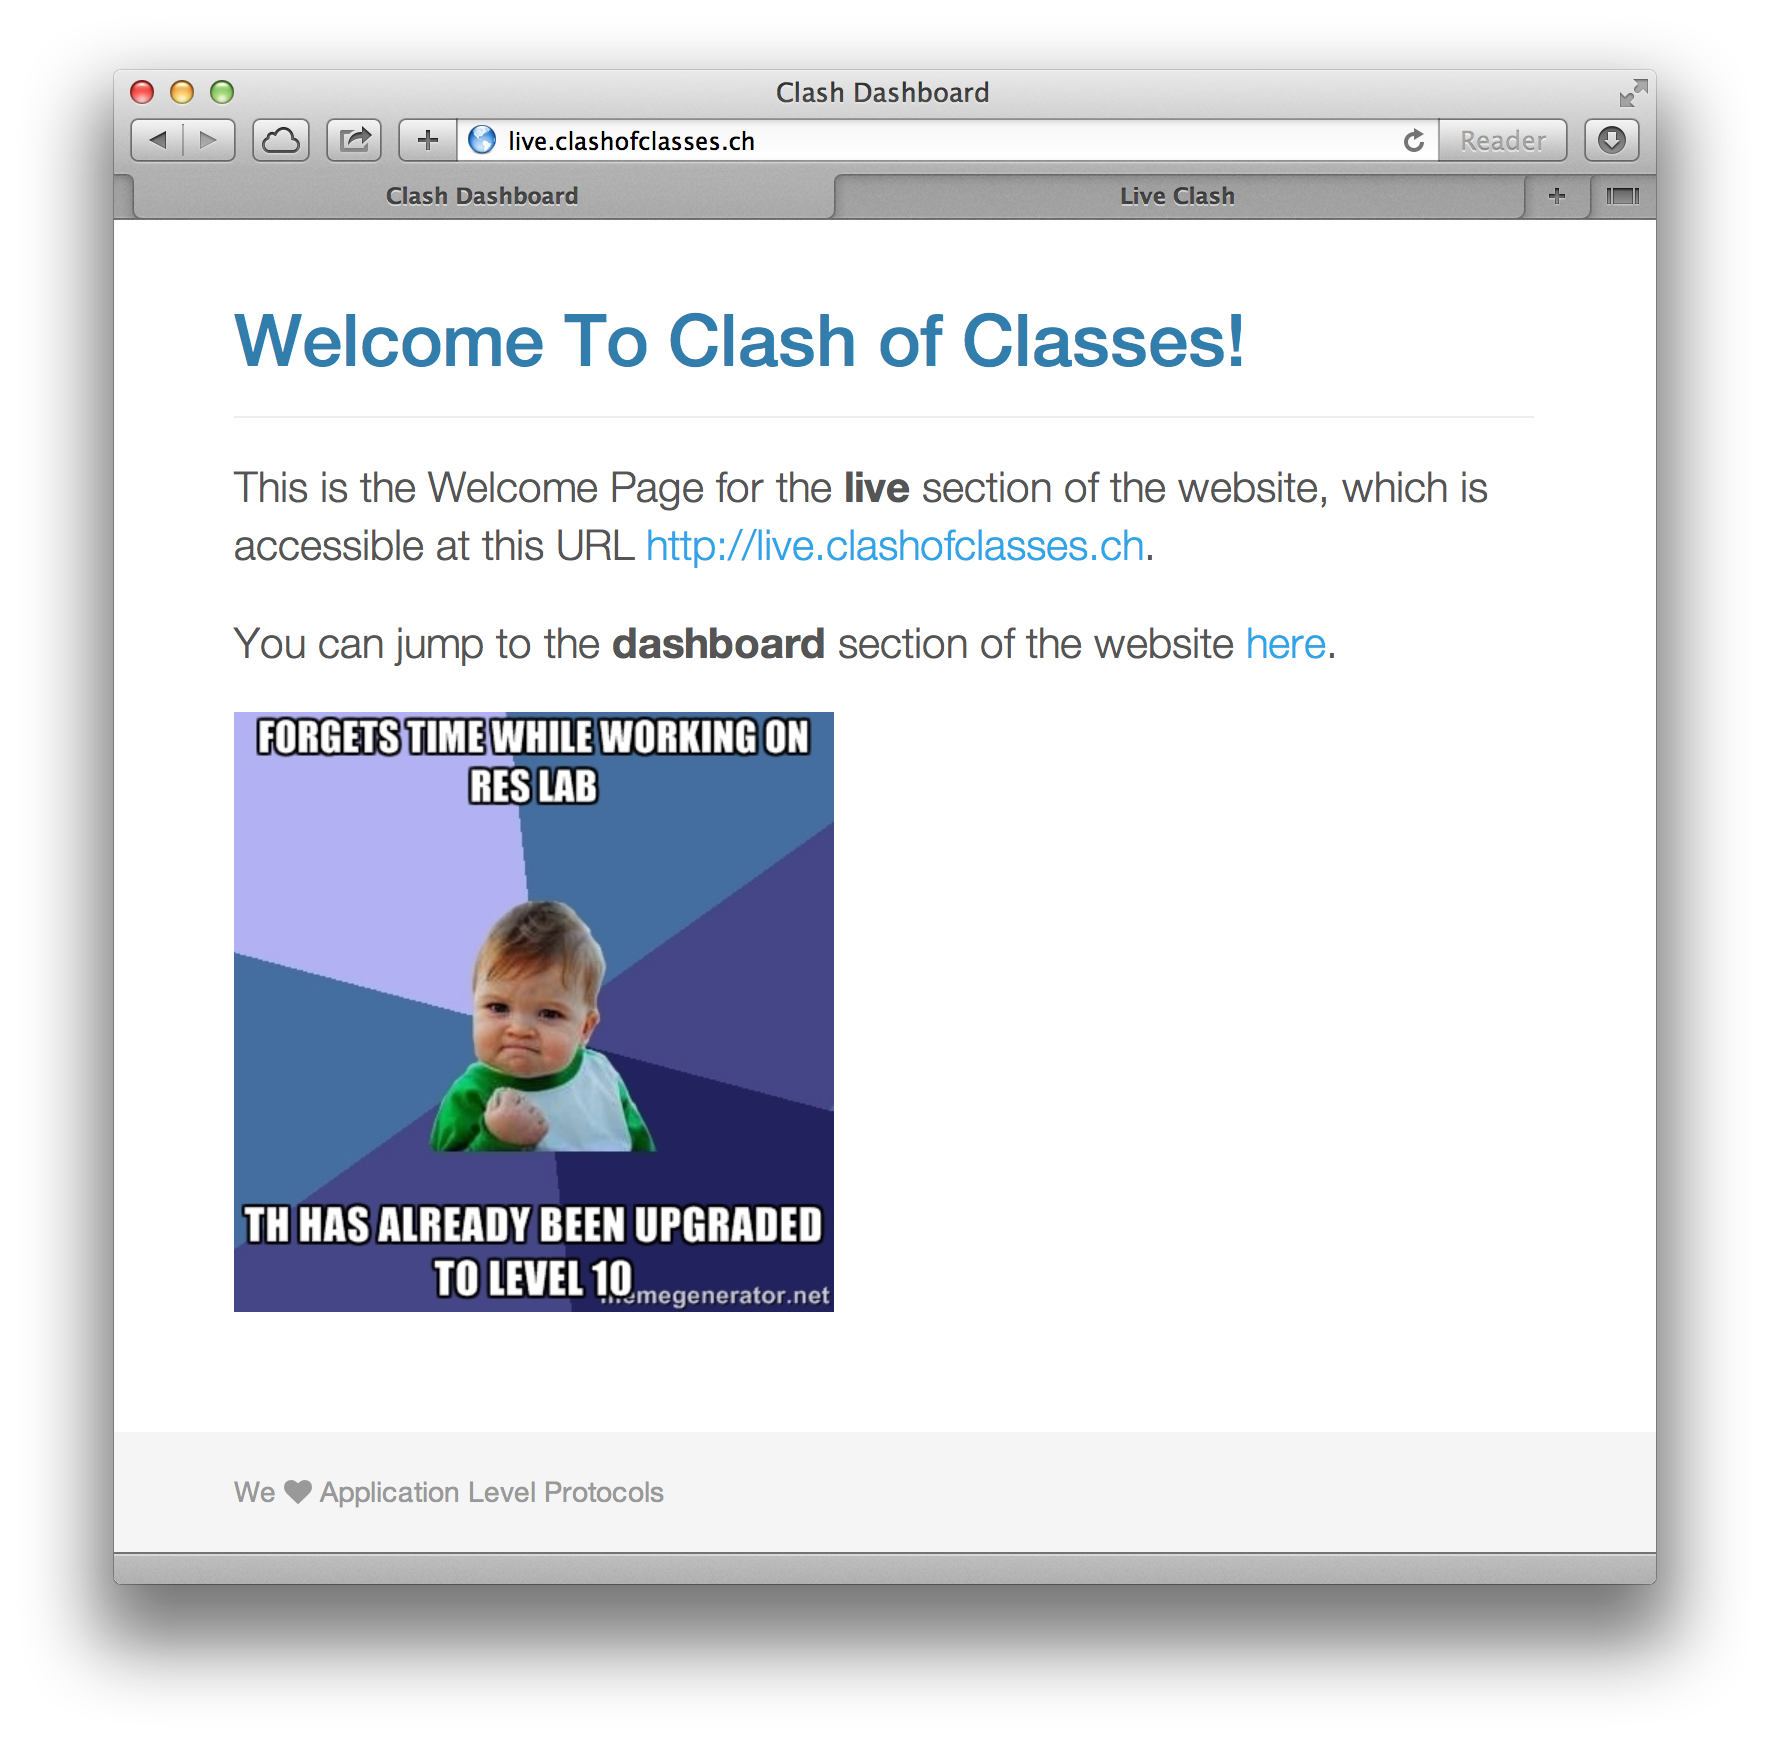 Clash Dashboard
live.clashofclasses.ch
Reader
Clash Dashboard
Live Clash
Welcome To Clash of Classes!
This is the Welcome Page for the live section of the website, which is
accessible at this URL http://live.clashofclasses.ch.
You can jump to the dashboard section of the website here.
FORGETS TIME WHILE WORKING ON
RES LAB
TH HAS ALREADY BEEN UPGRADED
TO LEVEL 10
memegenerator.net
We ♥ Application Level Protocols